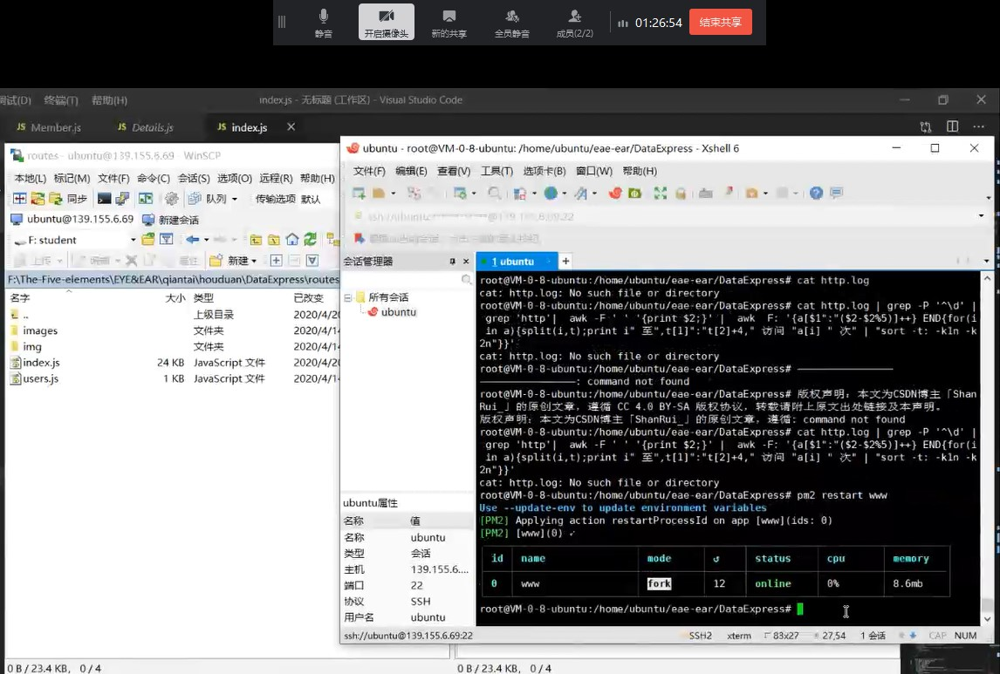 静音 开启摄像头 新的共享 全员静音 成员(2/2) 01:26:54 结束共享
调试(D) 终端(T) 帮助(H) index.js - 无标题 (工作区) - Visual Studio Code
JS Member.js JS Details.js JS index.js
routes - ubuntu@139.155.6.69 - WinSCP
本地(L) 标记(M) 文件(F) 命令(C) 会话(S) 选项(O) 远程(R) 帮助(H)
同步 队列 传输选项 默认
ubuntu@139.155.6.69 新建会话
F: student
上传 编辑 属性 新建
F:\The-Five-elements\EYE&EAR\qiantai\houduan\DataExpress\routes
名字 大小 类型 已改变
.. 上级目录 2020/4/20
images 文件夹 2020/4/14
img 文件夹 2020/4/14
index.js 24 KB JavaScript 文件 2020/4/20
users.js 1 KB JavaScript 文件 2020/4/14
0 B / 23.4 KB, 0 / 4
0 B / 23.4 KB, 0 / 4
ubuntu - root@VM-0-8-ubuntu: /home/ubuntu/eae-ear/DataExpress - Xshell 6
文件(F) 编辑(E) 查看(V) 工具(T) 选项卡(B) 窗口(W) 帮助(H)
会话管理器
所有会话
ubuntu
ubuntu属性
名称 值
名称 ubuntu
类型 会话
主机 139.155.6....
端口 22
协议 SSH
用户名 ubuntu
1 ubuntu +
root@VM-0-8-ubuntu:/home/ubuntu/eae-ear/DataExpress# cat http.log
cat: http.log: No such file or directory
root@VM-0-8-ubuntu:/home/ubuntu/eae-ear/DataExpress# cat http.log | grep -P '^\d' |
grep 'http'| awk -F ' ' '{print $2;}' | awk -F: '{a[$1":"($2-$2%5)]++} END{for(i
in a){split(i,t);print i" 至",t[1]":"t[2]+4," 访问 "a[i] " 次" | "sort -t: -k1n -k
2n"}}'
cat: http.log: No such file or directory
root@VM-0-8-ubuntu:/home/ubuntu/eae-ear/DataExpress# ————————————————
————————————————: command not found
root@VM-0-8-ubuntu:/home/ubuntu/eae-ear/DataExpress# 版权声明：本文为CSDN博主「Shan
Rui_」的原创文章，遵循 CC 4.0 BY-SA 版权协议，转载请附上原文出处链接及本声明。
版权声明：本文为CSDN博主「ShanRui_」的原创文章，遵循: command not found
root@VM-0-8-ubuntu:/home/ubuntu/eae-ear/DataExpress# cat http.log | grep -P '^\d' |
grep 'http'| awk -F ' ' '{print $2;}' | awk -F: '{a[$1":"($2-$2%5)]++} END{for(i
in a){split(i,t);print i" 至",t[1]":"t[2]+4," 访问 "a[i] " 次" | "sort -t: -k1n -k
2n"}}'
cat: http.log: No such file or directory
root@VM-0-8-ubuntu:/home/ubuntu/eae-ear/DataExpress# pm2 restart www
Use --update-env to update environment variables
[PM2] Applying action restartProcessId on app [www](ids: 0)
[PM2] [www](0) ✓
id name mode ↺ status cpu memory
0 www fork 12 online 0% 8.6mb
root@VM-0-8-ubuntu:/home/ubuntu/eae-ear/DataExpress#
ssh://ubuntu@139.155.6.69:22 SSH2 xterm 83x27 27,54 1 会话 CAP NUM